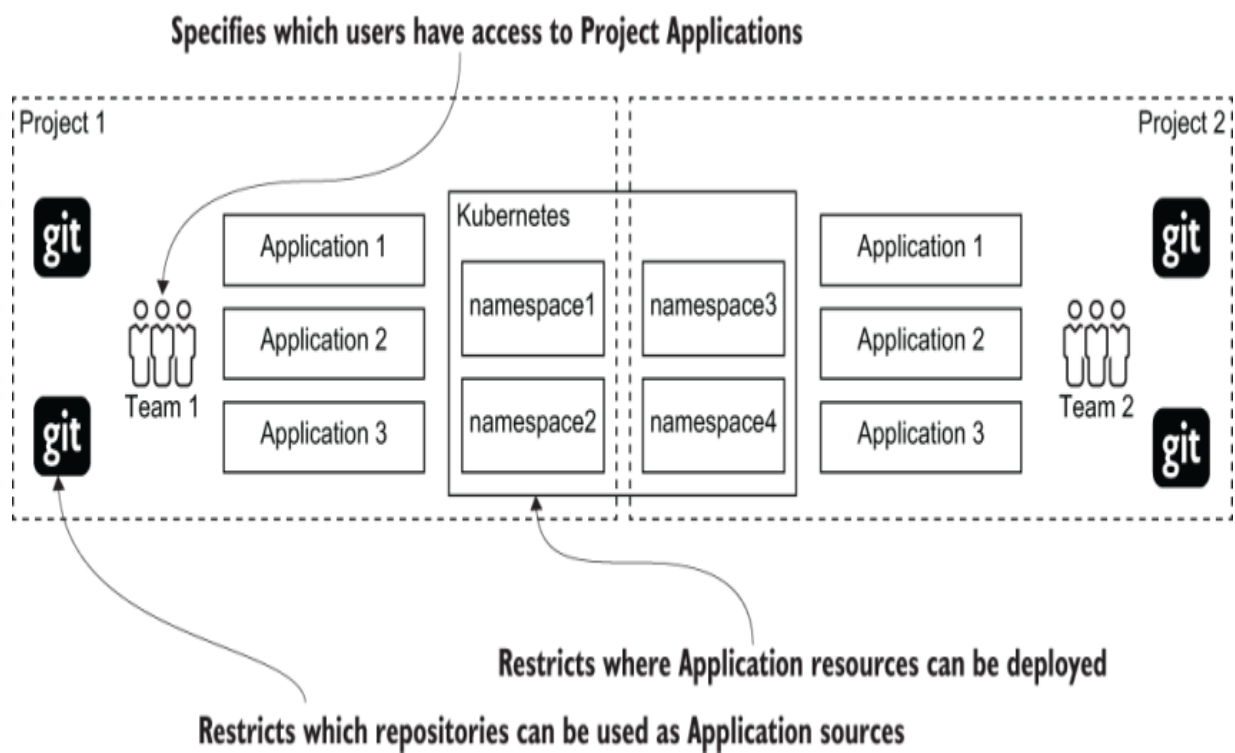 Specifies which users have access to Project Applications
Project 1
Project 2
git
git
Kubernetes
Application 1
Application 1
namespace1
namespace3
Application 2
Application 2
Team 1
Team 2
git
git
namespace2
namespace4
Application 3
Application 3
Restricts where Application resources can be deployed
Restricts which repositories can be used as Application sources